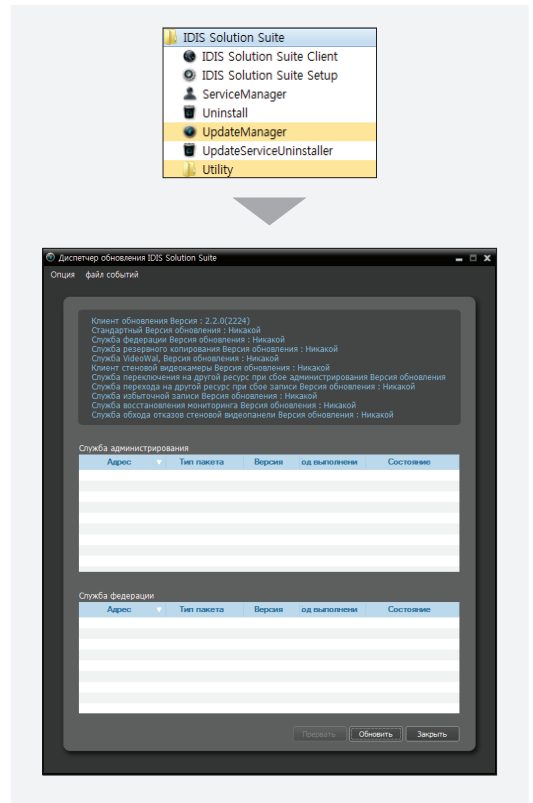 IDIS Solution Suite
IDIS Solution Suite Client
IDIS Solution Suite Setup
ServiceManager
Uninstall
UpdateManager
UpdateServiceUninstaller
Utility
Диспетчер обновления IDIS Solution Suite
Опция файл событий
Клиент обновления Версия : 2.2.0(2224)
Стандартный Версия обновления : Никакой
Служба федерации Версия обновления : Никакой
Служба резервного копирования Версия обновления : Никакой
Служба VideoWal, Версия обновления : Никакой
Клиент стеновой видеокамеры Версия обновления : Никакой
Служба переключения на другой ресурс при сбое администрирования Версия обновления
Служба перехода на другой ресурс при сбое записи Версия обновления : Никакой
Служба избыточной записи Версия обновления : Никакой
Служба восстановления мониторинга Версия обновления : Никакой
Служба обхода отказов стеновой видеопанели Версия обновления : Никакой
Служба администрирования
Адрес Тип пакета Версия од выполнени Состояние
Служба федерации
Адрес Тип пакета Версия од выполнени Состояние
Прервать Обновить Закрыть